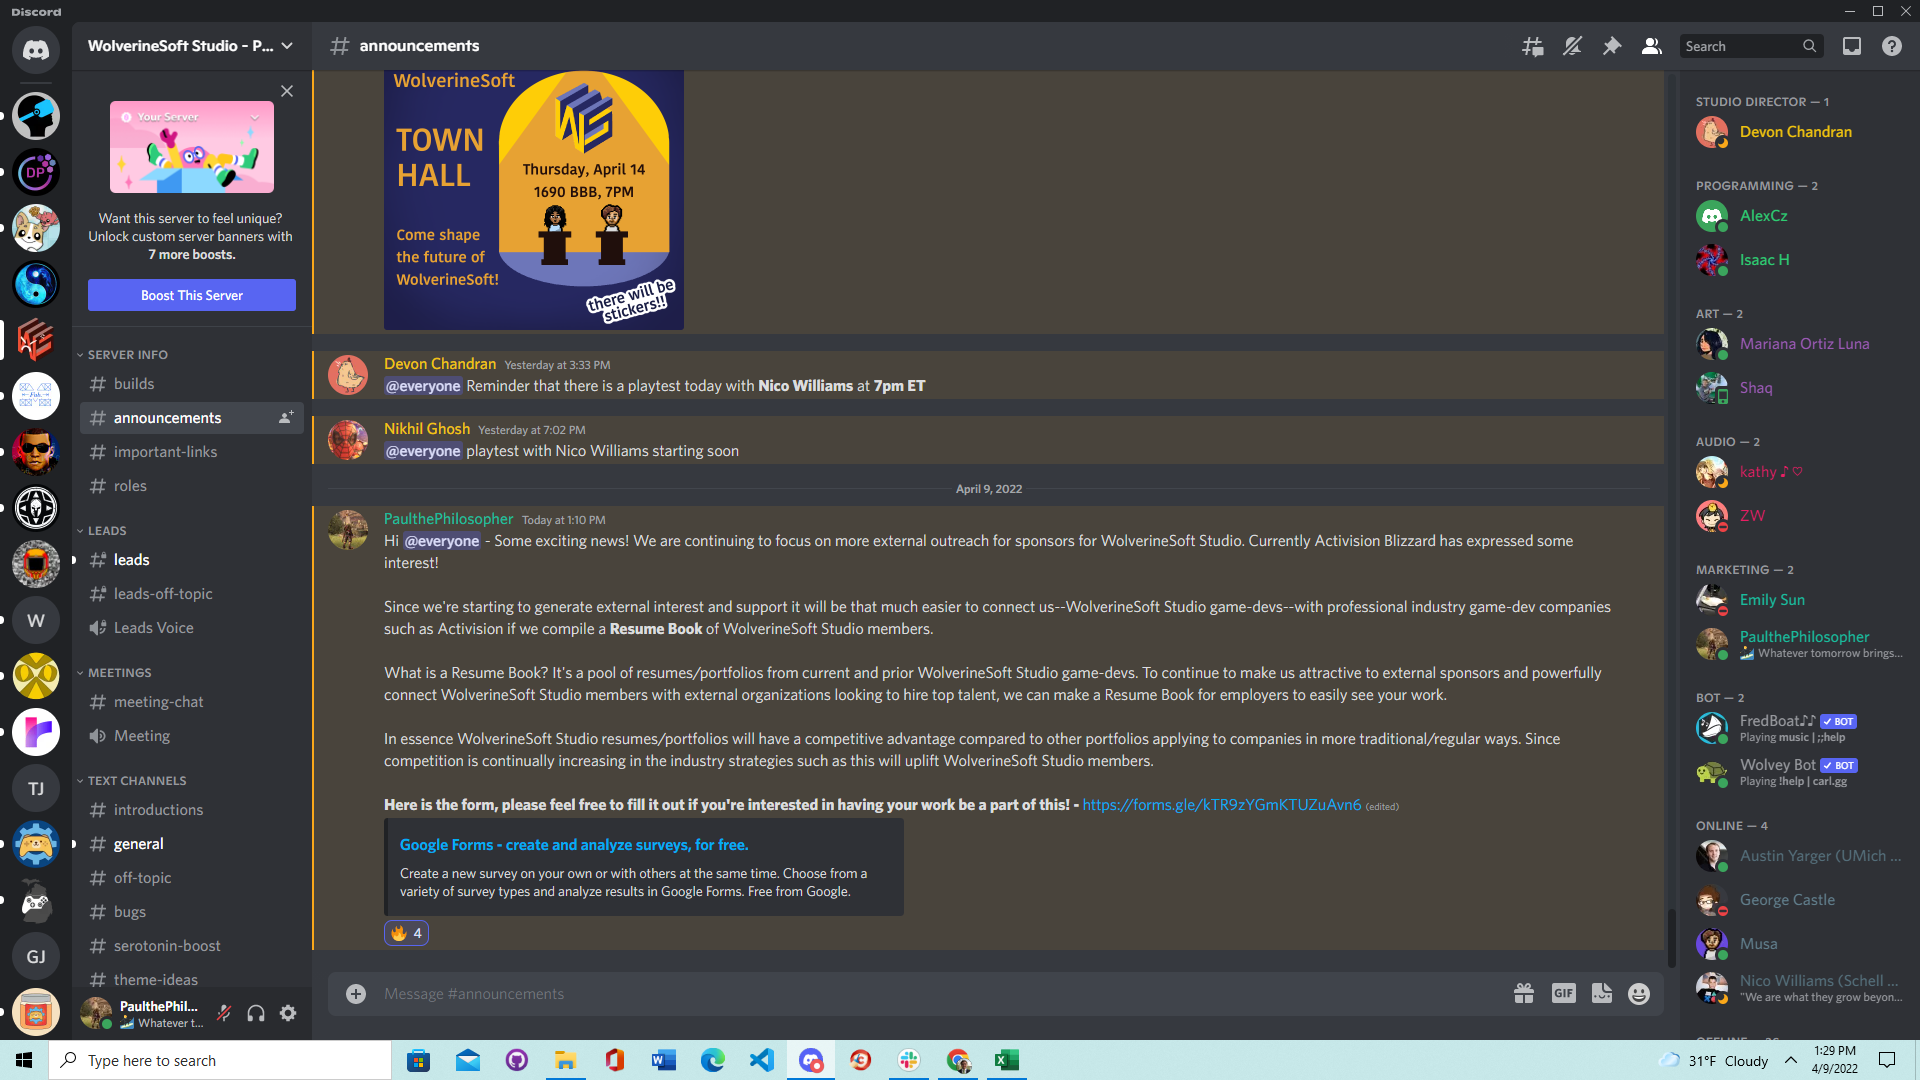 Discord
WolverineSoft Studio - P...
announcements
Search
Your Server
Want this server to feel unique?
Unlock custom server banners with
7 more boosts.
Boost This Server
SERVER INFO
builds
announcements
important-links
roles
LEADS
leads
leads-off-topic
Leads Voice
MEETINGS
meeting-chat
Meeting
TEXT CHANNELS
introductions
general
off-topic
bugs
serotonin-boost
theme-ideas
DP
W
TJ
GJ
PaulthePhil...
Whatever t...
WolverineSoft
TOWN
HALL
Thursday, April 14
1690 BBB, 7PM
Come shape
the future of
WolverineSoft!
there will be
stickers!!
Devon Chandran Yesterday at 3:33 PM
@everyone Reminder that there is a playtest today with Nico Williams at 7pm ET
Nikhil Ghosh Yesterday at 7:02 PM
@everyone playtest with Nico Williams starting soon
April 9, 2022
PaulthePhilosopher Today at 1:10 PM
Hi @everyone - Some exciting news! We are continuing to focus on more external outreach for sponsors for WolverineSoft Studio. Currently Activision Blizzard has expressed some
interest!
Since we're starting to generate external interest and support it will be that much easier to connect us--WolverineSoft Studio game-devs--with professional industry game-dev companies
such as Activision if we compile a Resume Book of WolverineSoft Studio members.
What is a Resume Book? It's a pool of resumes/portfolios from current and prior WolverineSoft Studio game-devs. To continue to make us attractive to external sponsors and powerfully
connect WolverineSoft Studio members with external organizations looking to hire top talent, we can make a Resume Book for employers to easily see your work.
In essence WolverineSoft Studio resumes/portfolios will have a competitive advantage compared to other portfolios applying to companies in more traditional/regular ways. Since
competition is continually increasing in the industry strategies such as this will uplift WolverineSoft Studio members.
Here is the form, please feel free to fill it out if you're interested in having your work be a part of this! - https://forms.gle/kTR9zYGmKTUZuAvn6 (edited)
Google Forms - create and analyze surveys, for free.
Create a new survey on your own or with others at the same time. Choose from a
variety of survey types and analyze results in Google Forms. Free from Google.
4
Message #announcements
GIF
STUDIO DIRECTOR — 1
Devon Chandran
PROGRAMMING — 2
AlexCz
Isaac H
ART — 2
Mariana Ortiz Luna
Shaq
AUDIO — 2
kathy ♪ ♡
ZW
MARKETING — 2
Emily Sun
PaulthePhilosopher
Whatever tomorrow brings...
BOT — 2
FredBoat♪♪ ✓ BOT
Playing music | ;;help
Wolvey Bot ✓ BOT
Playing !help | carl.gg
ONLINE — 4
Austin Yarger (UMich ...
George Castle
Musa
Nico Williams (Schell ...
"We are what they grow beyon...
Type here to search
31°F Cloudy
1:29 PM
4/9/2022